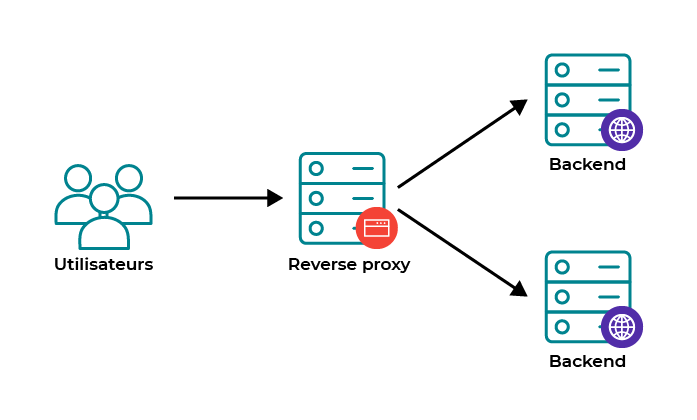 Backend
Utilisateurs
Reverse proxy
Backend